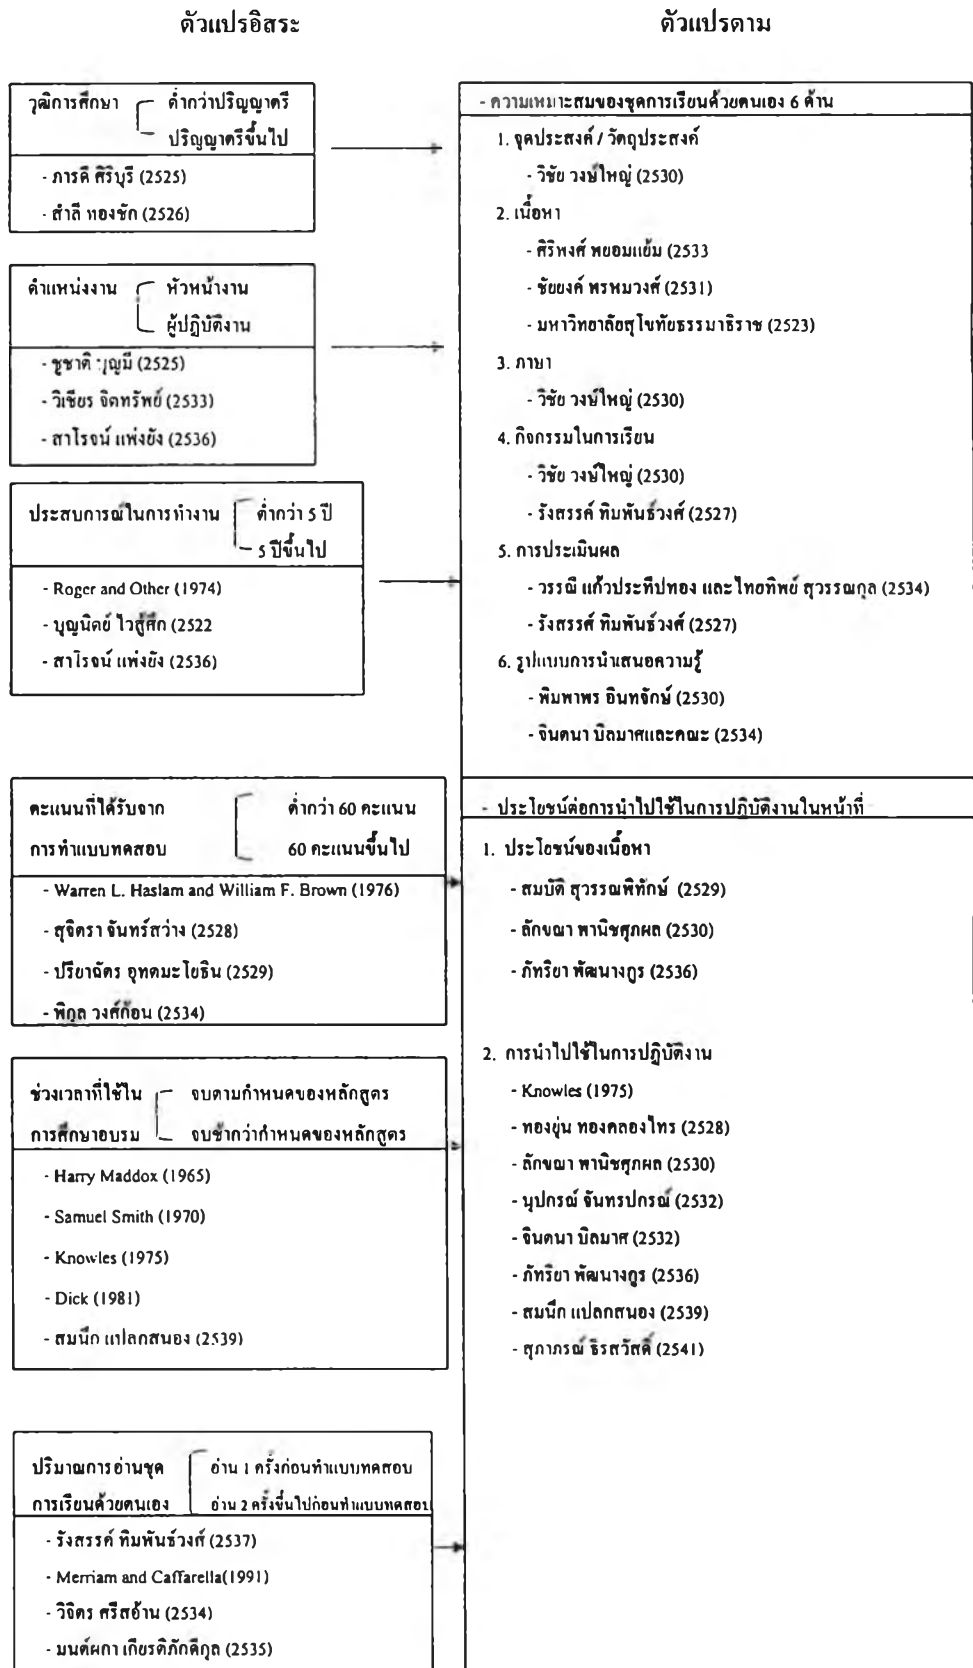 ตัวแปรอิสระ
ตัวแปรตาม
วุฒิการศึกษา
ต่ำกว่าปริญญาตรี
ปริญญาตรีขึ้นไป
- ภารดี ศิริบุรี (2525)
- สำลี ทองชัก (2526)
ตำแหน่งงาน
หัวหน้างาน
ผู้ปฏิบัติงาน
- ชูชาติ บุญมี (2525)
- วิเชียร จิตทรัพย์ (2533)
- สาโรจน์ แพ่งยัง (2536)
ประสบการณ์ในการทำงาน
ต่ำกว่า 5 ปี
5 ปีขึ้นไป
- Roger and Other (1974)
- บุญนิตย์ ไวสู้ศึก (2522
- สาโรจน์ แพ่งยัง (2536)
คะแนนที่ได้รับจาก
ต่ำกว่า 60 คะแนน
การทำแบบทดสอบ
60 คะแนนขึ้นไป
- Warren L. Haslam and William F. Brown (1976)
- สุจิตรา จันทร์สว่าง (2528)
- ปรียาฉัตร อุทดมะโยธิน (2529)
- พิกุล วงศ์ก้อน (2534)
ช่วงเวลาที่ใช้ใน
จบตามกำหนดของหลักสูตร
การศึกษาอบรม
จบช้ากว่ากำหนดของหลักสูตร
- Harry Maddox (1965)
- Samuel Smith (1970)
- Knowles (1975)
- Dick (1981)
- สมนึก แปลกสนอง (2539)
ปริมาณการอ่านชุด
อ่าน 1 ครั้งก่อนทำแบบทดสอบ
การเรียนด้วยตนเอง
อ่าน 2 ครั้งขึ้นไปก่อนทำแบบทดสอบ
- รังสรรค์ ทิมพันธ์วงศ์ (2537)
- Merriam and Caffarella(1991)
- วิจิตร ศรีสอ้าน (2534)
- มนต์ผกา เกียรติภักดีกุล (2535)
- ความเหมาะสมของชุดการเรียนด้วยตนเอง 6 ด้าน
1. จุดประสงค์ / วัตถุประสงค์
- วิชัย วงษ์ใหญ่ (2530)
2. เนื้อหา
- ศิริพงศ์ พยอมแย้ม (2533
- ชัยยงค์ พรหมวงศ์ (2531)
- มหาวิทยาลัยสุโขทัยธรรมาธิราช (2523)
3. ภาษา
- วิชัย วงษ์ใหญ่ (2530)
4. กิจกรรมในการเรียน
- วิชัย วงษ์ใหญ่ (2530)
- รังสรรค์ ทิมพันธ์วงศ์ (2527)
5. การประเมินผล
- วรรณี แก้วประทีปทอง และไทยทิพย์ สุวรรณกุล (2534)
- รังสรรค์ ทิมพันธ์วงศ์ (2527)
6. รูปแบบการนำเสนอความรู้
- พิมพาพร อินทจักษ์ (2530)
- จินตนา บิลมาศและคณะ (2534)
- ประโยชน์ต่อการนำไปใช้ในการปฏิบัติงานในหน้าที่
1. ประโยชน์ของเนื้อหา
- สมบัติ สุวรรณพิทักษ์ (2529)
- ลักขณา พานิชศุภผล (2530)
- ภัทริยา พัฒนางกูร (2536)
2. การนำไปใช้ในการปฏิบัติงาน
- Knowles (1975)
- ทองขุ่น ทองคลองไทร (2528)
- ลักขณา พานิชศุภผล (2530)
- นุปกรณ์ จันทรปกรณ์ (2532)
- จินตนา บิลมาศ (2532)
- ภัทริยา พัฒนางกูร (2536)
- สมนึก แปลกสนอง (2539)
- สุภาภรณ์ ธิรสวัสดิ์ (2541)